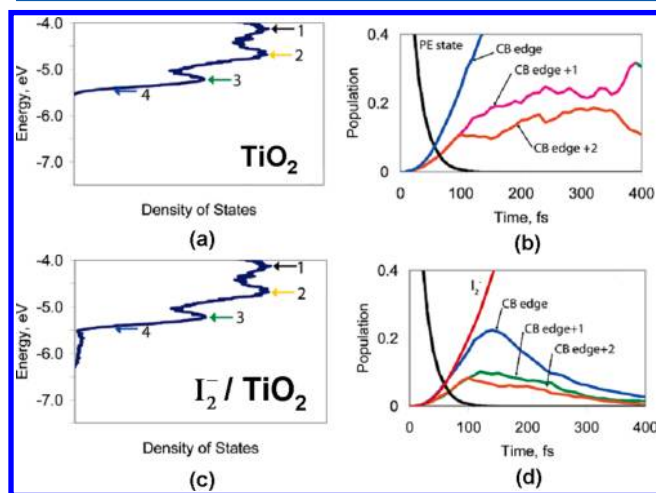 -4.0
-5.0
-6.0
-7.0
Energy, eV
1
2
3
4
TiO2
Density of States
(a)
0.4
0.2
0
Population
PE state
CB edge
CB edge +1
CB edge +2
0 100 200 300 400
Time, fs
(b)
-4.0
-5.0
-6.0
-7.0
Energy, eV
1
2
3
4
I2- / TiO2
Density of States
(c)
0.4
0.2
0
Population
I2-
CB edge
CB edge+1
CB edge+2
0 100 200 300 400
Time, fs
(d)